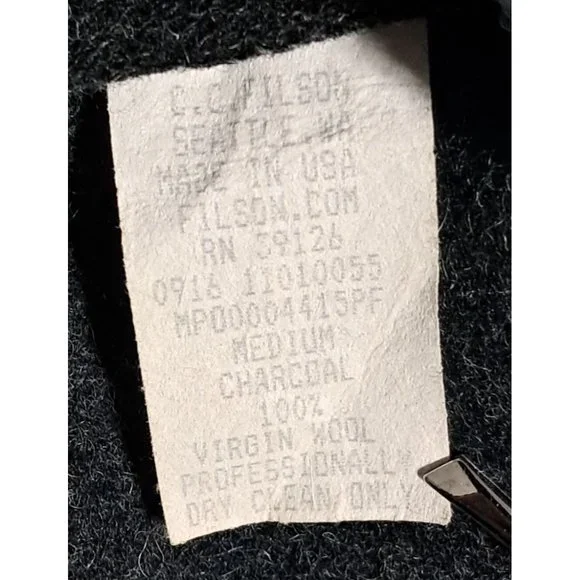 C.C.FILSON
SEATTLE,WA
MADE IN USA
FILSON.COM
RN 39126
0916 11010055
MP00004415PF
MEDIUM
CHARCOAL
100%
VIRGIN WOOL
PROFESSIONALLY
DRY CLEAN ONLY